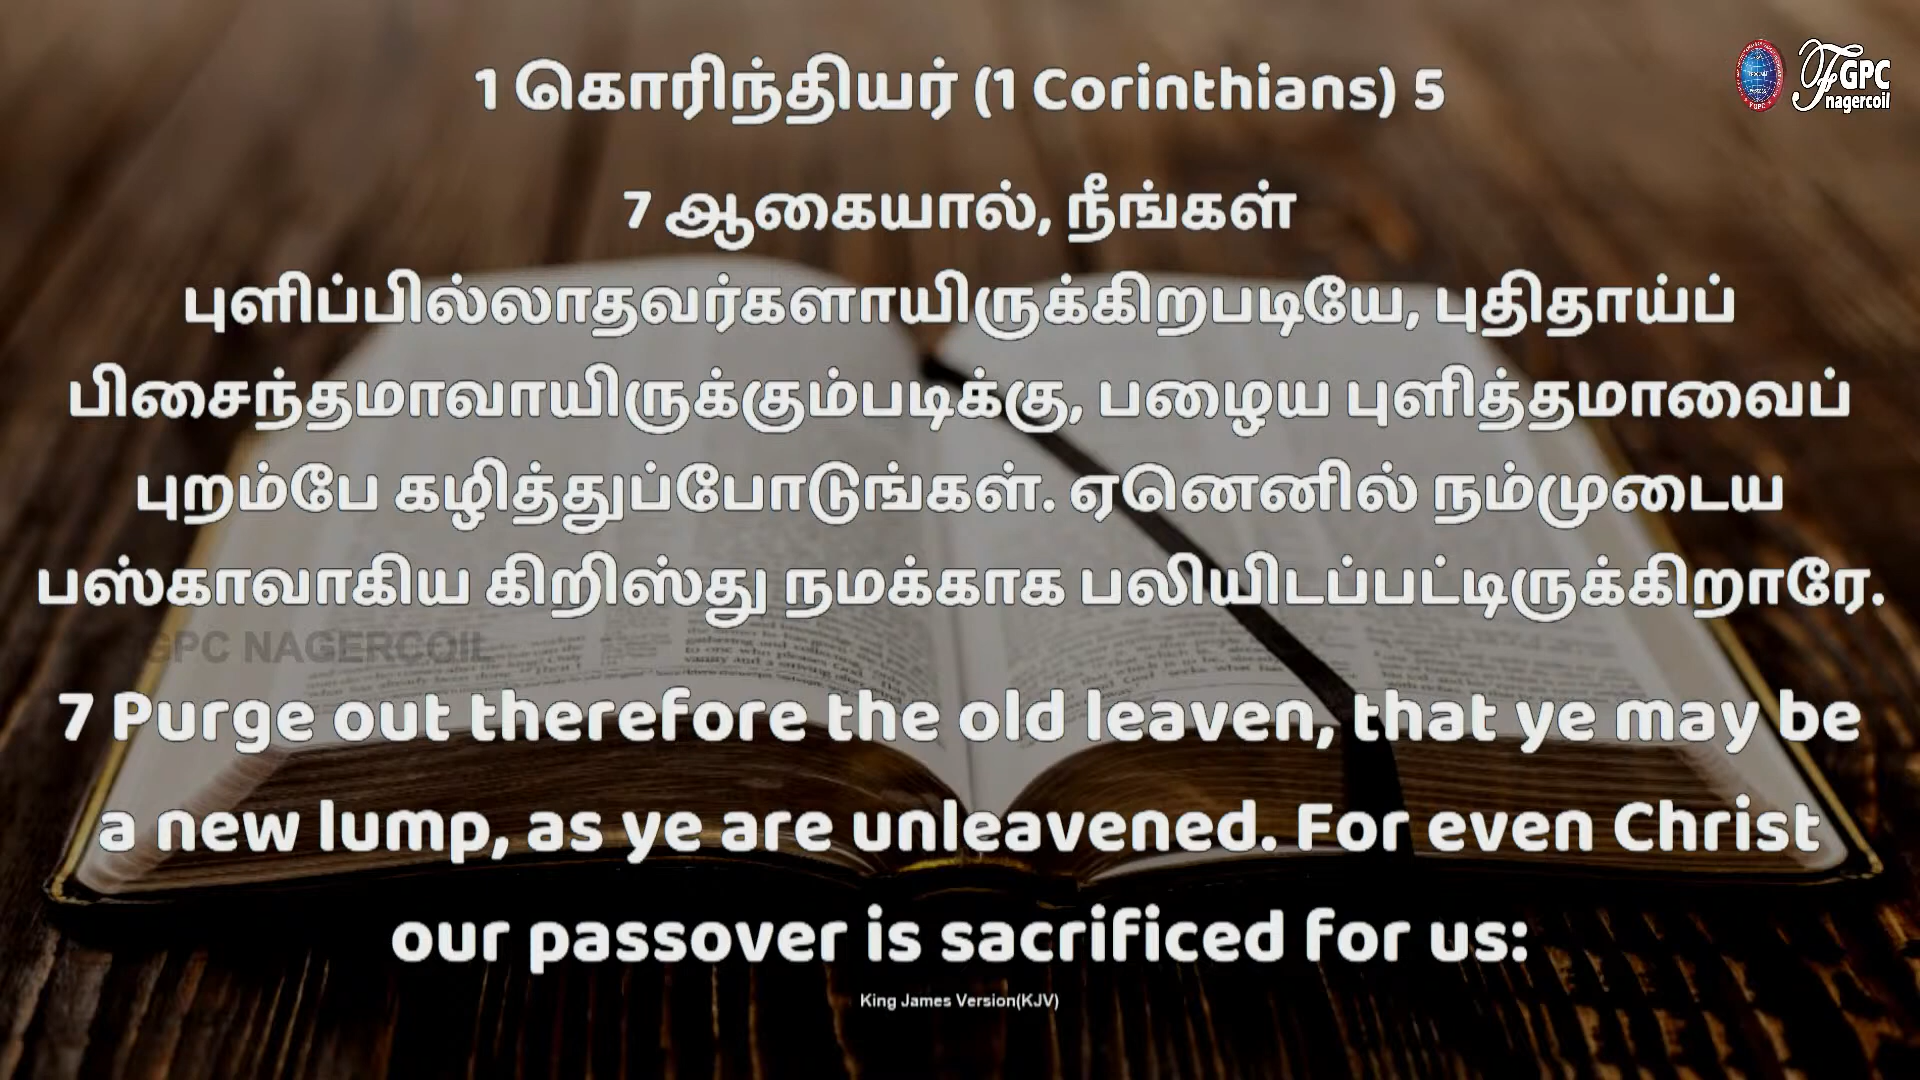 1 கொரிந்தியர் (1 Corinthians) 5
FGPC
nagercoil
7 ஆகையால், நீங்கள்
புளிப்பில்லாதவர்களாயிருக்கிறபடியே, புதிதாய்ப்
பிசைந்தமாவாயிருக்கும்படிக்கு, பழைய புளித்தமாவைப்
புறம்பே கழித்துப்போடுங்கள். ஏனெனில் நம்முடைய
பஸ்காவாகிய கிறிஸ்து நமக்காக பலியிடப்பட்டிருக்கிறாரே.
GPC NAGERCOIL
7 Purge out therefore the old leaven, that ye may be
a new lump, as ye are unleavened. For even Christ
our passover is sacrificed for us:
King James Version(KJV)